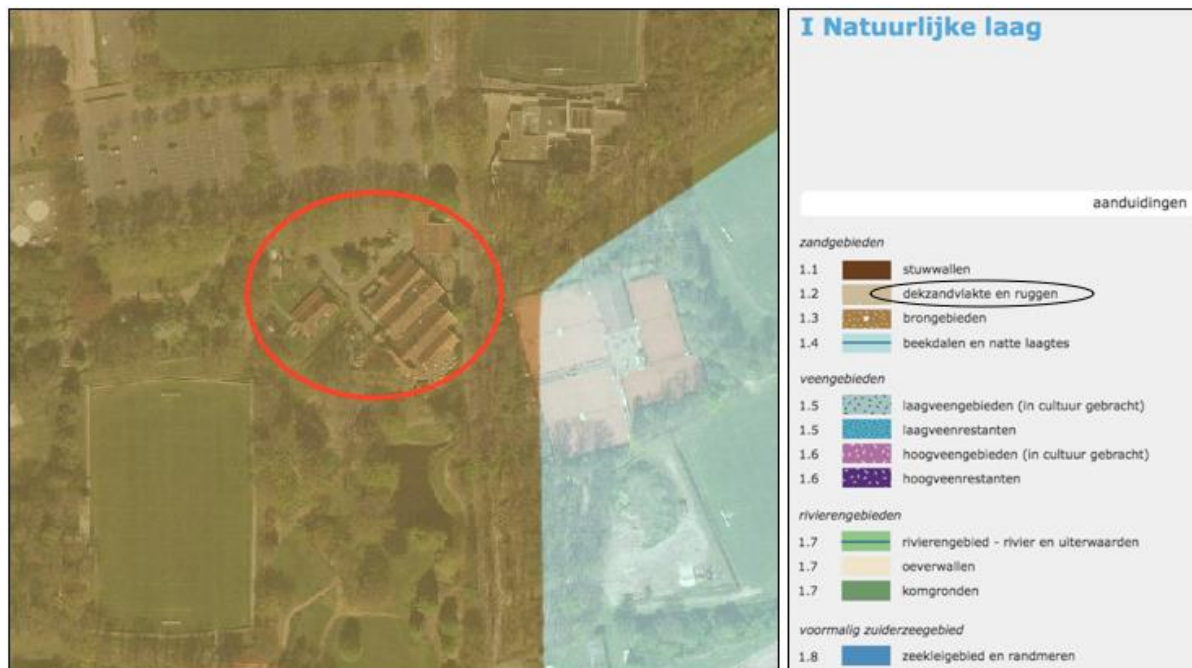 I Natuurlijke laag
aanduidingen
zandgebieden
1.1 stuwwallen
1.2 dekzandvlakte en ruggen
1.3 brongebieden
1.4 beekdalen en natte laagtes
veengebieden
1.5 laagveengebieden (in cultuur gebracht)
1.5 laagveenrestanten
1.6 hoogveengebieden (in cultuur gebracht)
1.6 hoogveenrestanten
rivierengebieden
1.7 rivierengebied - rivier en uiterwaarden
1.7 oeverwallen
1.7 komgronden
voormalig zuiderzeegebied
1.8 zeekleigebied en randmeren